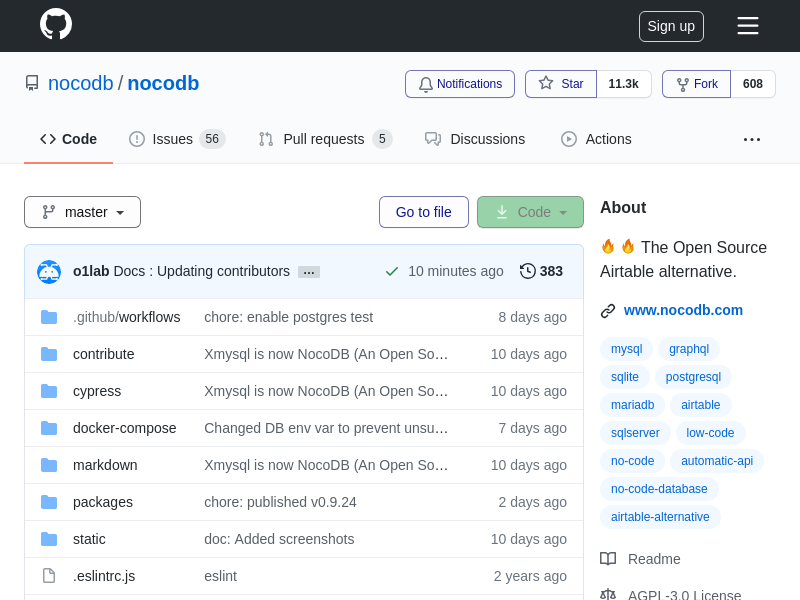 Sign up
nocodb / nocodb
Notifications
Star 11.3k
Fork 608
Code
Issues 56
Pull requests 5
Discussions
Actions
master
Go to file
Code
o1lab Docs : Updating contributors … 10 minutes ago 383
.github/workflows chore: enable postgres test 8 days ago
contribute Xmysql is now NocoDB (An Open So… 10 days ago
cypress Xmysql is now NocoDB (An Open So… 10 days ago
docker-compose Changed DB env var to prevent unsu… 7 days ago
markdown Xmysql is now NocoDB (An Open So… 10 days ago
packages chore: published v0.9.24 2 days ago
static doc: Added screenshots 10 days ago
.eslintrc.js eslint 2 years ago
About
🔥 🔥 The Open Source
Airtable alternative.
www.nocodb.com
mysql graphql
sqlite postgresql
mariadb airtable
sqlserver low-code
no-code automatic-api
no-code-database
airtable-alternative
Readme
AGPL-3.0 License